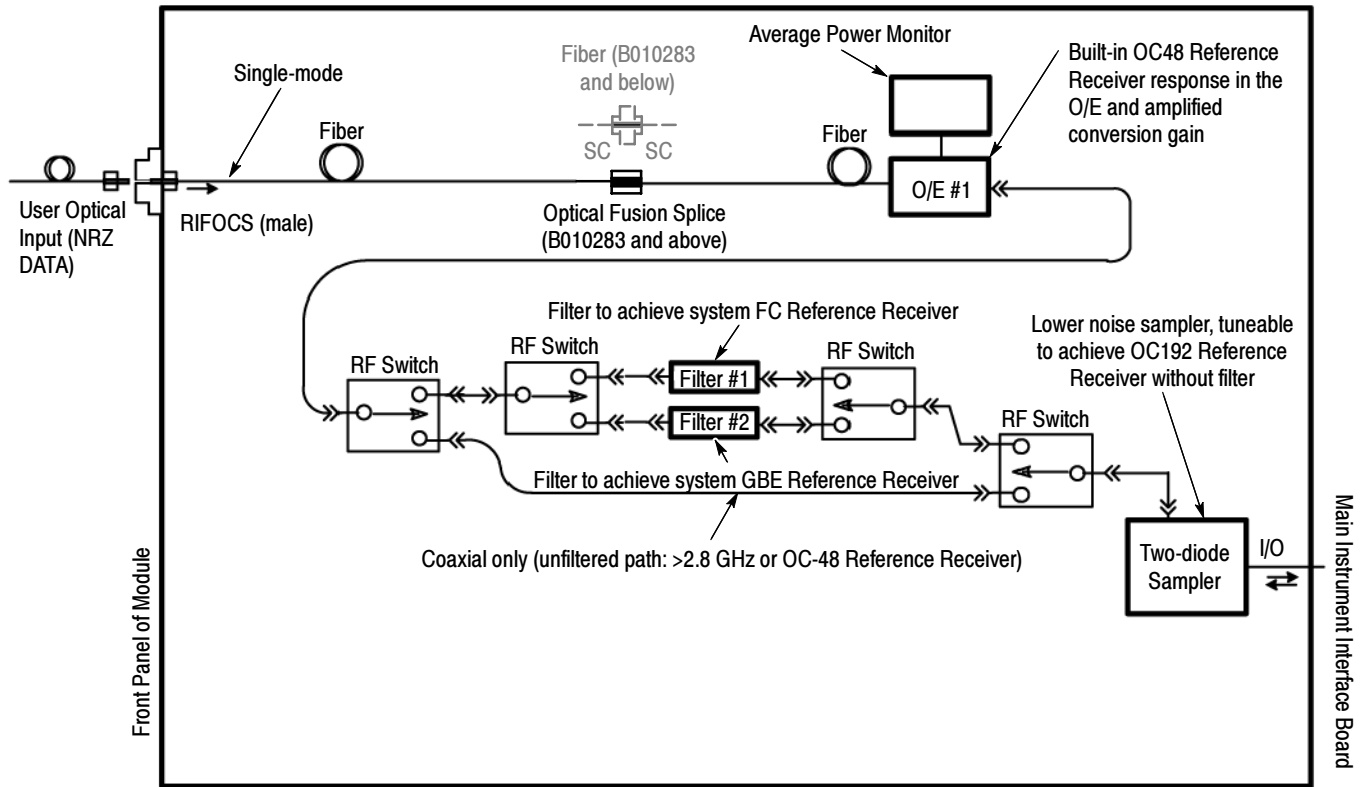 Average Power Monitor
Built-in OC48 Reference
Receiver response in the
O/E and amplified
conversion gain
Fiber (B010283
and below)
Single-mode
Fiber
SC
SC
Fiber
O/E #1
User Optical
Input (NRZ
DATA)
RIFOCS (male)
Optical Fusion Splice
(B010283 and above)
Filter to achieve system FC Reference Receiver
Lower noise sampler, tuneable
to achieve OC192 Reference
Receiver without filter
RF Switch
RF Switch
Filter #1
RF Switch
Filter #2
RF Switch
Filter to achieve system GBE Reference Receiver
Coaxial only (unfiltered path: >2.8 GHz or OC-48 Reference Receiver)
Two-diode
Sampler
I/O
Front Panel of Module
Main Instrument Interface Board